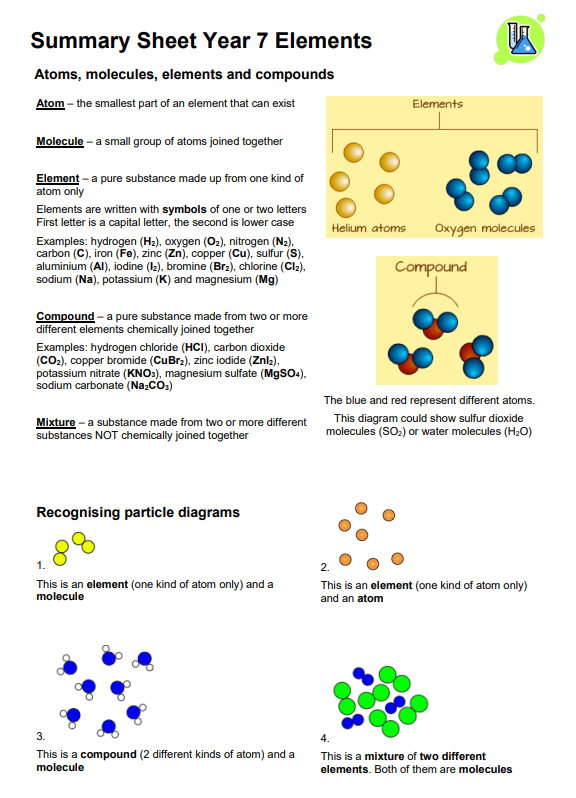 Summary Sheet Year 7 Elements
Atoms, molecules, elements and compounds
Atom – the smallest part of an element that can exist
Molecule – a small group of atoms joined together
Element – a pure substance made up from one kind of
atom only
Elements are written with symbols of one or two letters
First letter is a capital letter, the second is lower case
Examples: hydrogen (H₂), oxygen (O₂), nitrogen (N₂),
carbon (C), iron (Fe), zinc (Zn), copper (Cu), sulfur (S),
aluminium (Al), iodine (I₂), bromine (Br₂), chlorine (Cl₂),
sodium (Na), potassium (K) and magnesium (Mg)
Compound – a pure substance made from two or more
different elements chemically joined together
Examples: hydrogen chloride (HCl), carbon dioxide
(CO₂), copper bromide (CuBr₂), zinc iodide (ZnI₂),
potassium nitrate (KNO₃), magnesium sulfate (MgSO₄),
sodium carbonate (Na₂CO₃)
Mixture – a substance made from two or more different
substances NOT chemically joined together
Elements
Helium atoms
Oxygen molecules
Compound
The blue and red represent different atoms.
This diagram could show sulfur dioxide
molecules (SO₂) or water molecules (H₂O)
Recognising particle diagrams
1.
This is an element (one kind of atom only) and a
molecule
2.
This is an element (one kind of atom only)
and an atom
3.
This is a compound (2 different kinds of atom) and a
molecule
4.
This is a mixture of two different
elements. Both of them are molecules